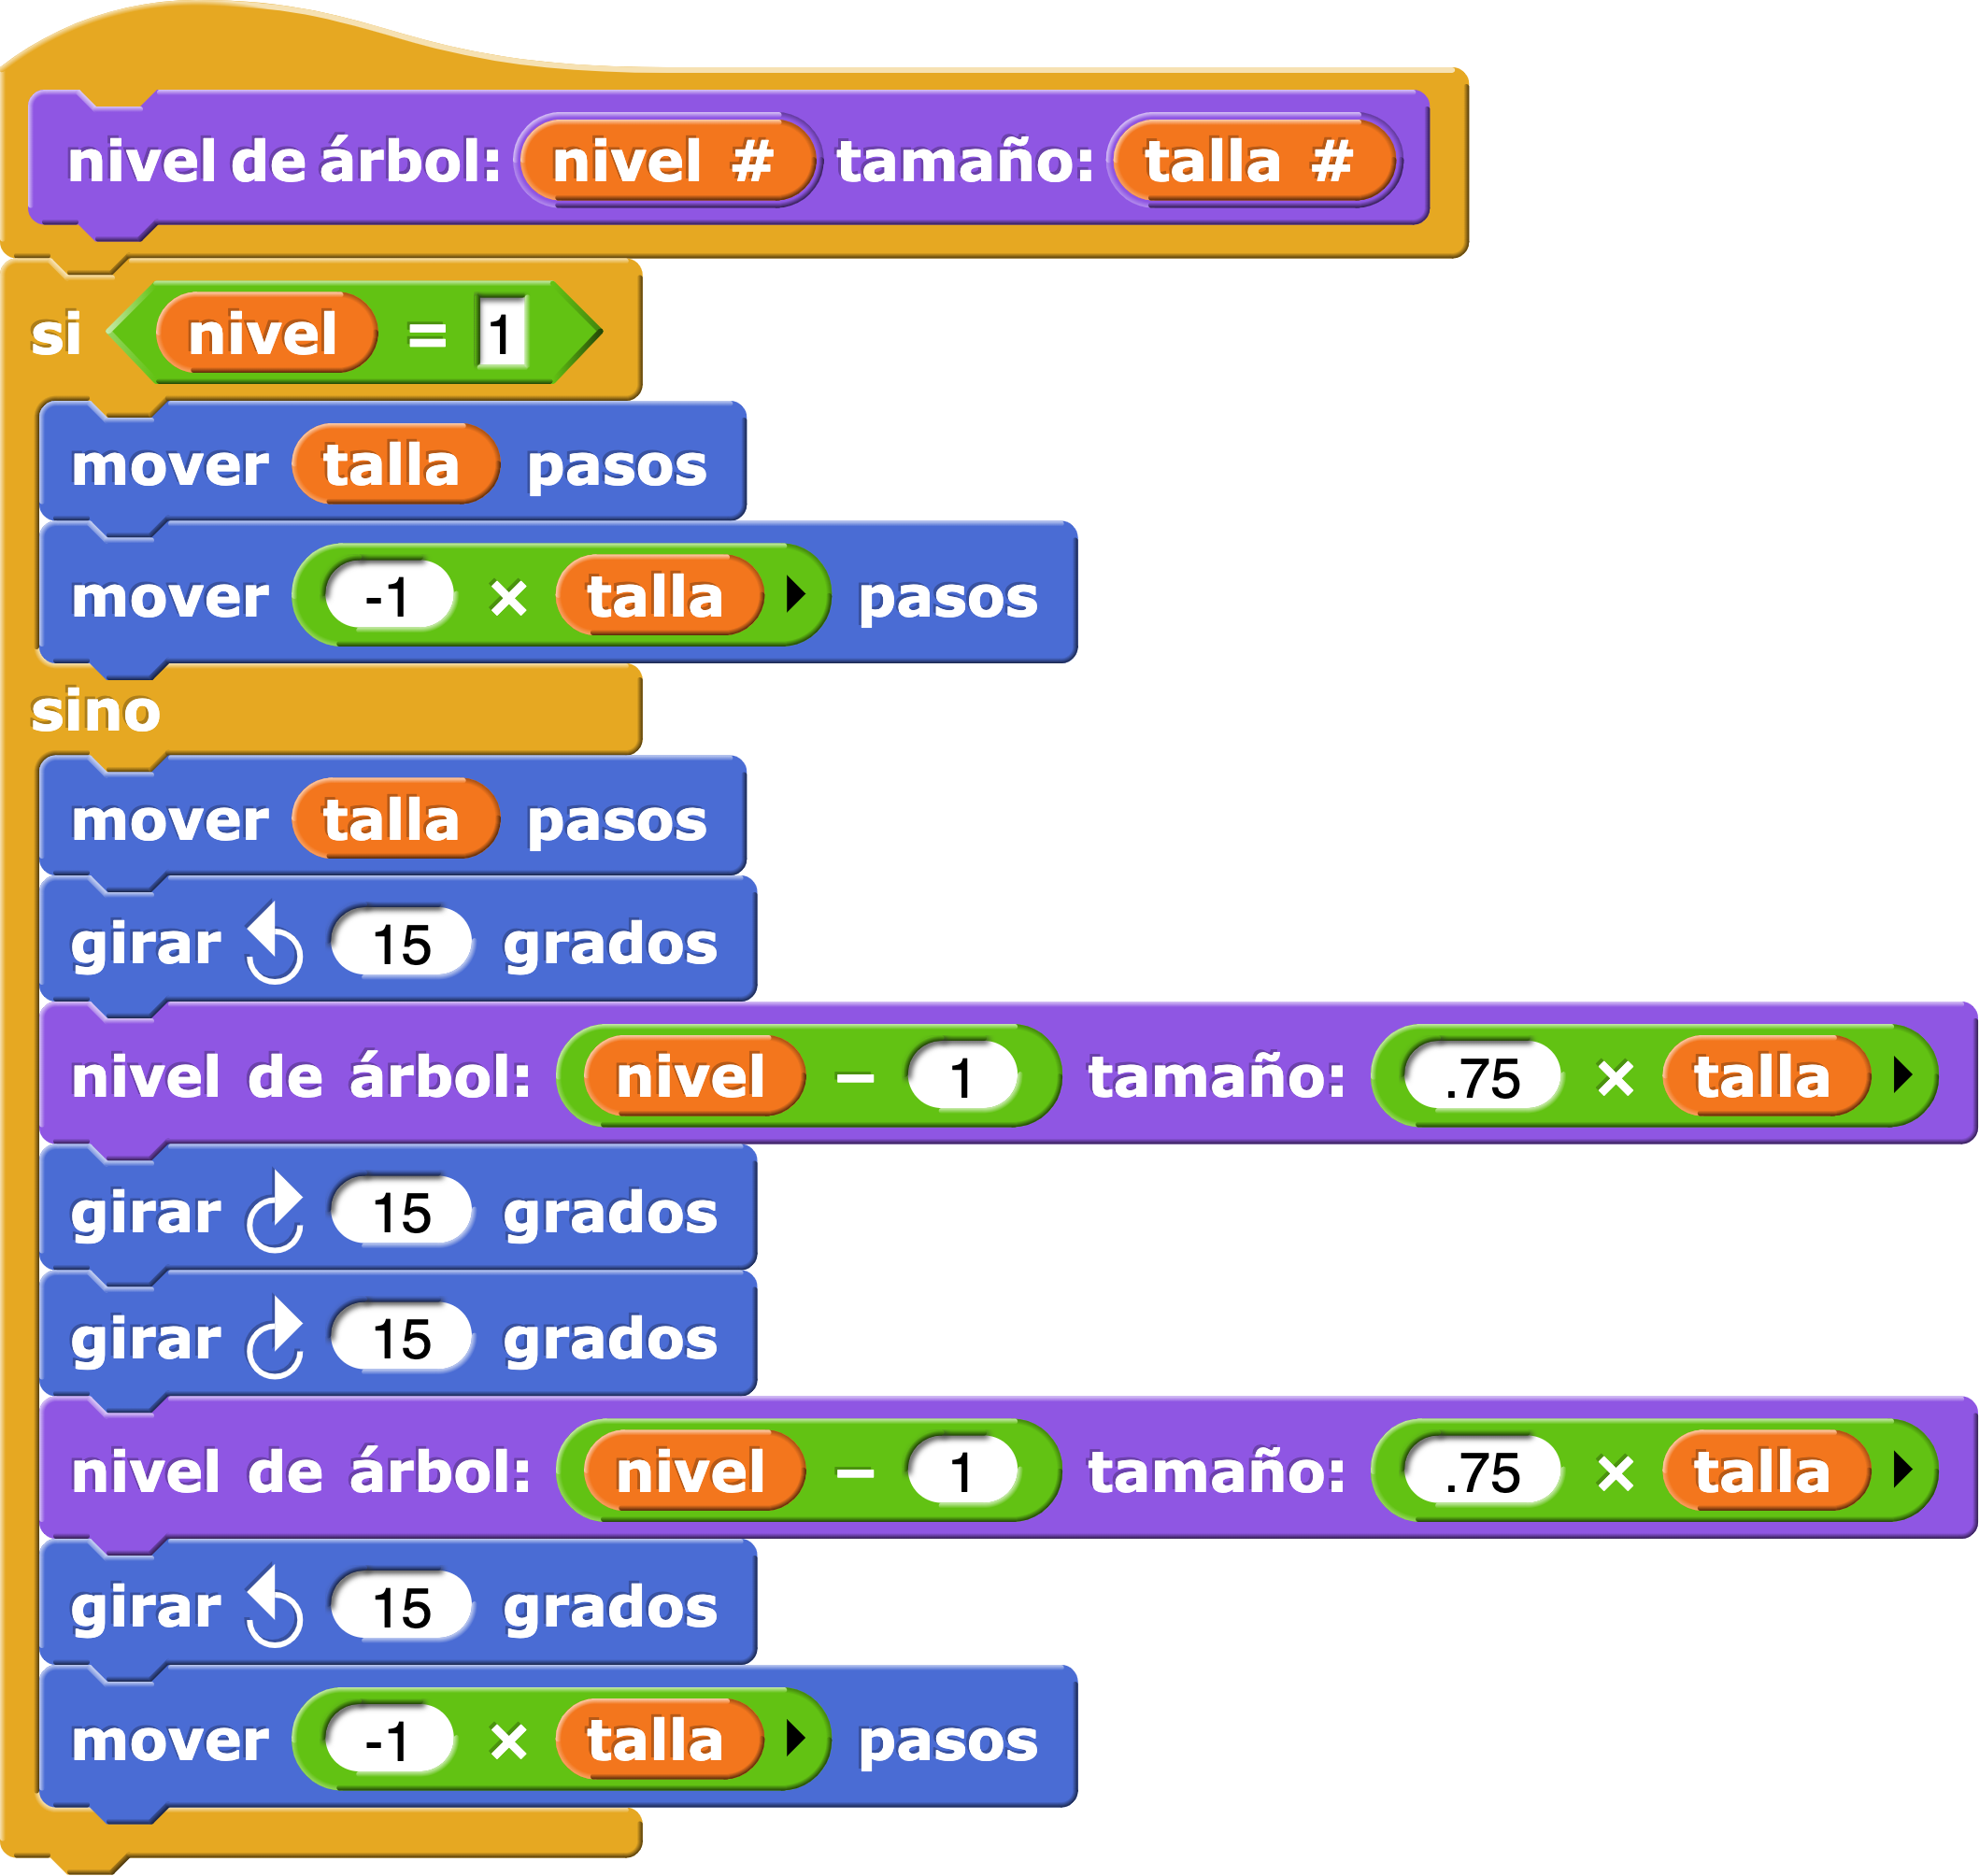 nivel de árbol: nivel # tamaño: talla #
si nivel = 1
mover talla pasos
mover -1 × talla pasos
sino
mover talla pasos
girar 15 grados
nivel de árbol: nivel − 1 tamaño: .75 × talla
girar 15 grados
girar 15 grados
nivel de árbol: nivel − 1 tamaño: .75 × talla
girar 15 grados
mover -1 × talla pasos